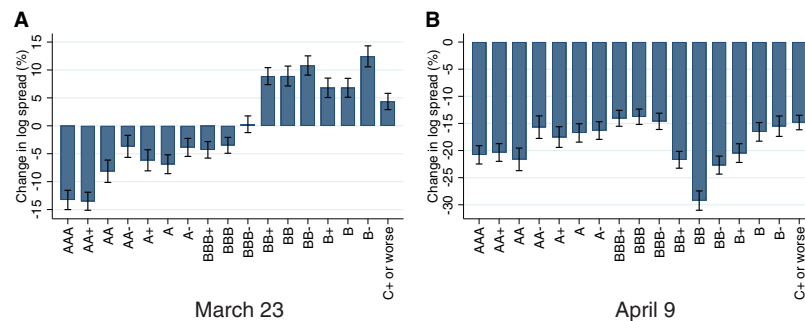 A
Change in log spread (%)
15
10
5
0
-5
-10
-15
AAA
AA+
AA
AA-
A+
A
A-
BBB+
BBB
BBB-
BB+
BB
BB-
B+
B
B-
C+ or worse
March 23
B
Change in log spread (%)
0
-5
-10
-15
-20
-25
-30
AAA
AA+
AA
AA-
A+
A
A-
BBB+
BBB
BBB-
BB+
BB
BB-
B+
B
B-
C+ or worse
April 9